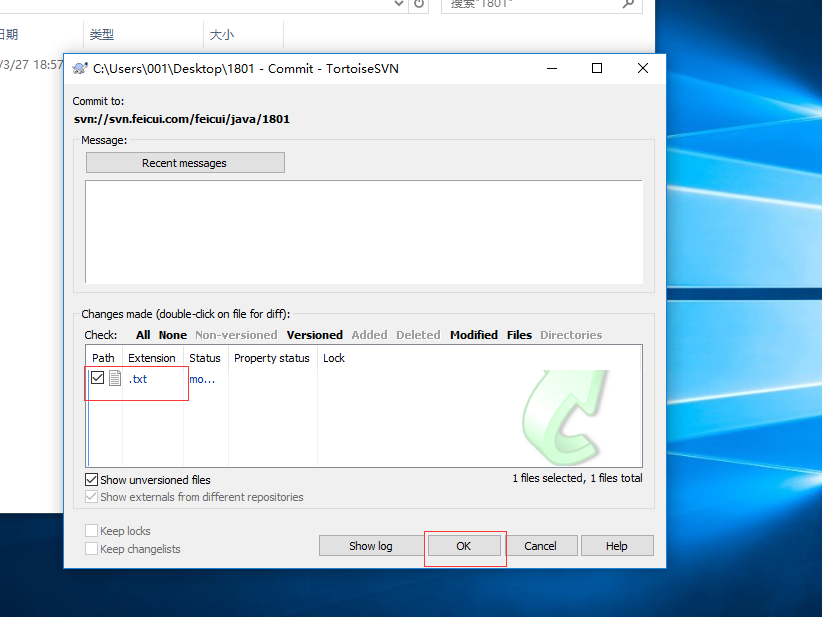 搜索"1801"
日期 类型 大小
/3/27 18:57
C:\Users\001\Desktop\1801 - Commit - TortoiseSVN
Commit to:
svn://svn.feicui.com/feicui/java/1801
Message:
Recent messages
Changes made (double-click on file for diff):
Check: All None Non-versioned Versioned Added Deleted Modified Files Directories
Path Extension Status Property status Lock
.txt mo...
Show unversioned files
1 files selected, 1 files total
Show externals from different repositories
Keep locks
Keep changelists
Show log OK Cancel Help